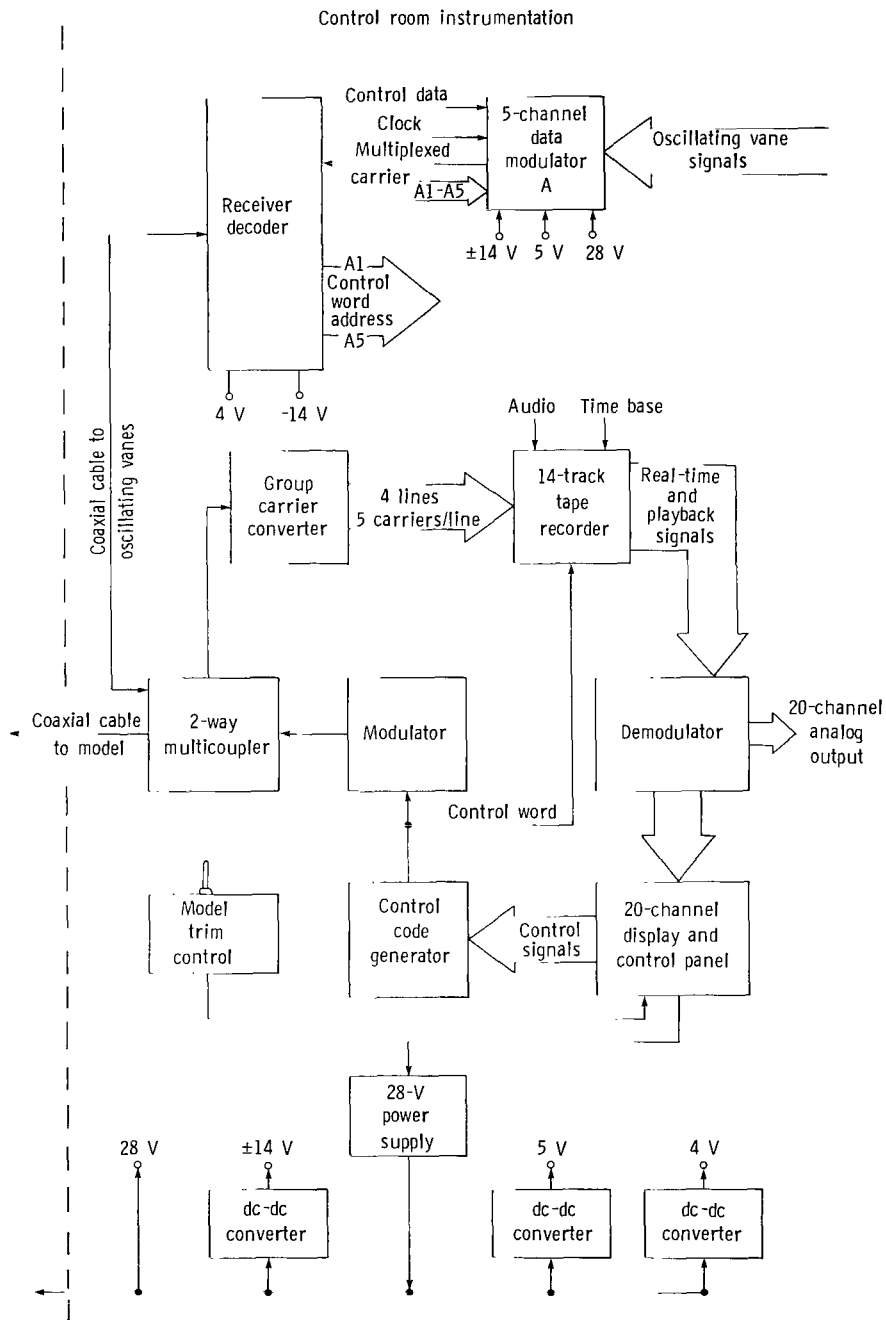 Control room instrumentation
Control data
Clock
Multiplexed
carrier
A1-A5
5-channel
data
modulator
A
Oscillating vane
signals
±14 V
5 V
28 V
Receiver
decoder
A1
Control
word
address
A5
4 V
-14 V
Coaxial cable to
oscillating vanes
Audio
Time base
Group
carrier
converter
4 lines
5 carriers/line
14-track
tape
recorder
Real-time
and
playback
signals
Coaxial cable
to model
2-way
multicoupler
Modulator
Demodulator
20-channel
analog
output
Control word
Model
trim
control
Control
code
generator
Control
signals
20-channel
display and
control panel
28-V
power
supply
28 V
±14 V
5 V
4 V
dc-dc
converter
dc-dc
converter
dc-dc
converter